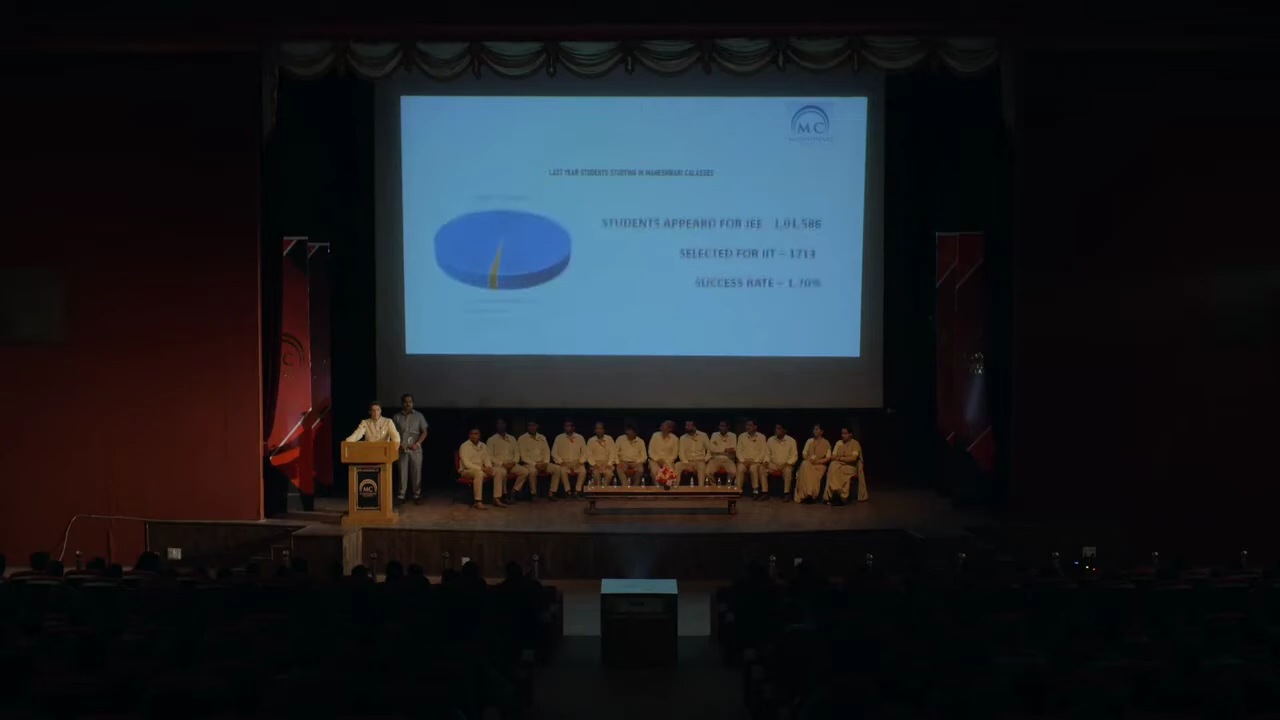 MC
LAST YEAR STUDENTS STUDYING IN MAHESHWARI CALASSES
STUDENTS APPEARD FOR JEE - 1,01,586
SELECTED FOR IIT – 1713
SUCCESS RATE – 1.70%
MC